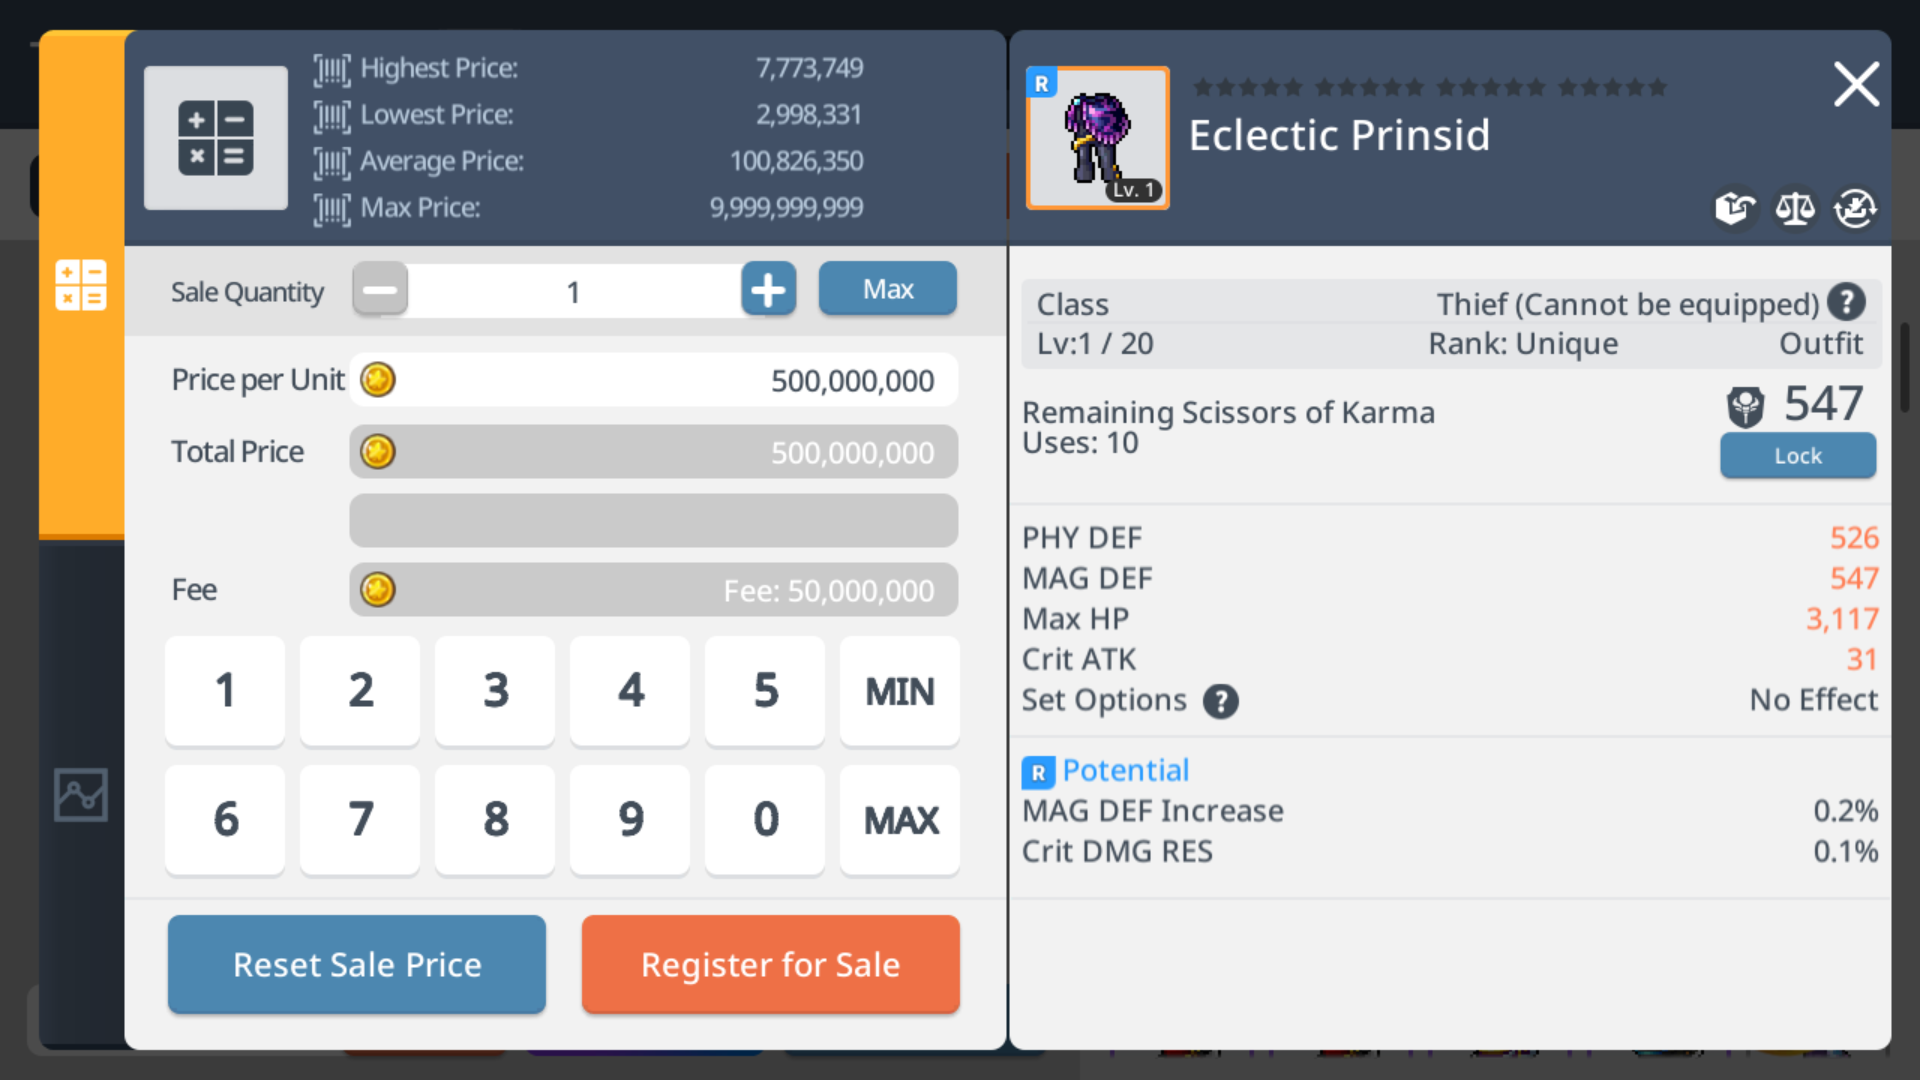 Highest Price: 7,773,749
Lowest Price: 2,998,331
Average Price: 100,826,350
Max Price: 9,999,999,999
Sale Quantity 1 Max
Price per Unit 500,000,000
Total Price 500,000,000
Fee Fee: 50,000,000
1 2 3 4 5 MIN
6 7 8 9 0 MAX
Reset Sale Price Register for Sale
R
Lv. 1
Eclectic Prinsid
Class Thief (Cannot be equipped) ?
Lv:1 / 20 Rank: Unique Outfit
Remaining Scissors of Karma
Uses: 10
547
Lock
PHY DEF 526
MAG DEF 547
Max HP 3,117
Crit ATK 31
Set Options ? No Effect
R Potential
MAG DEF Increase 0.2%
Crit DMG RES 0.1%